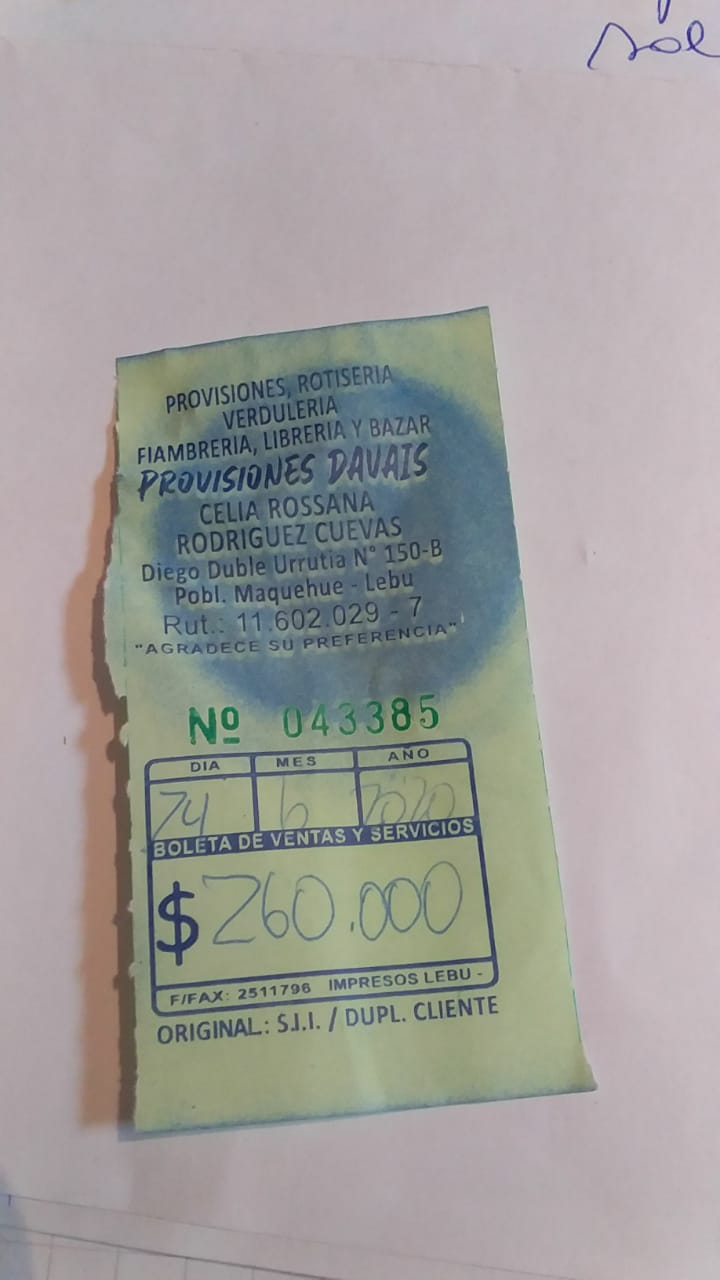 sol
PROVISIONES, ROTISERIA
VERDULERIA
FIAMBRERIA, LIBRERIA Y BAZAR
PROVISIONES DAVAIS
CELIA ROSSANA
RODRIGUEZ CUEVAS
Diego Duble Urrutia N° 150-B
Pobl. Maquehue - Lebu
Rut.: 11.602.029 - 7
"AGRADECE SU PREFERENCIA"
Nº 043385
DIA MES AÑO
24 6 2020
BOLETA DE VENTAS Y SERVICIOS
$ 260.000
F/FAX: 2511796 IMPRESOS LEBU -
ORIGINAL: S.I.I. / DUPL. CLIENTE